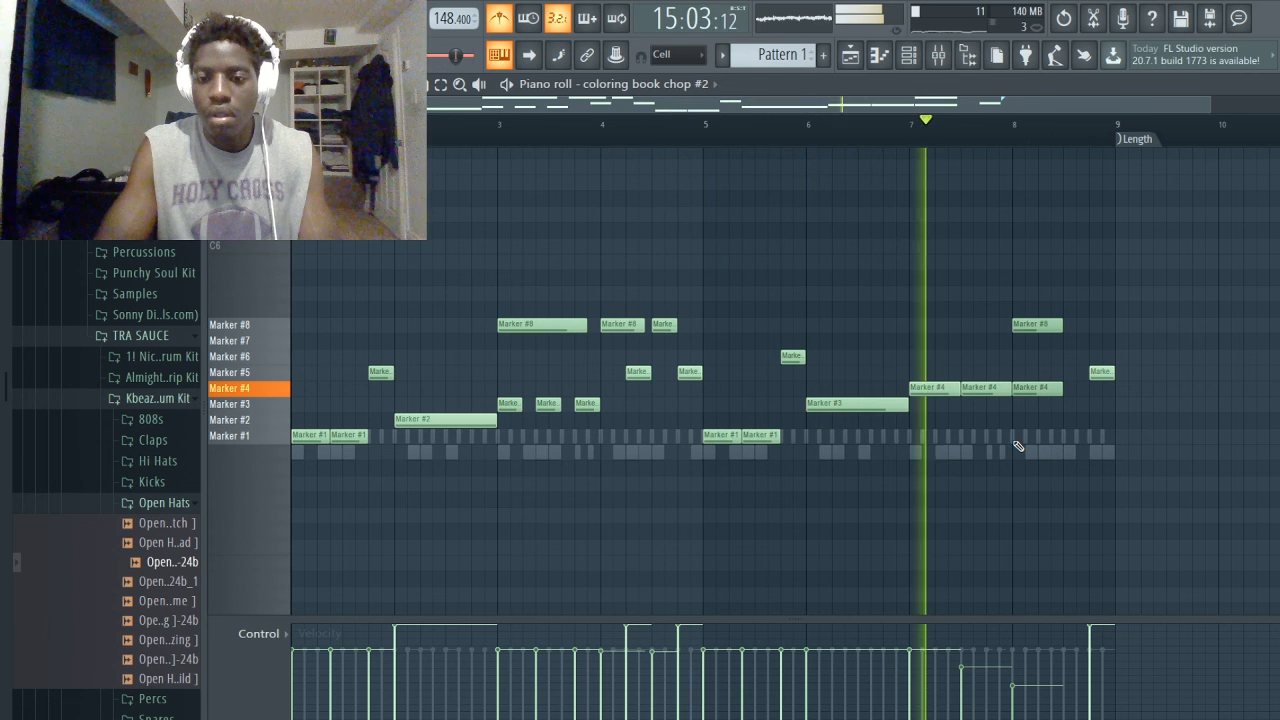 148.400
3.2:
15:03:12
B:S:T
11
140 MB
3
Cell
Pattern 1
+
Today FL Studio version
20.7.1 build 1773 is available!
Piano roll - coloring book chop #2
3 4 5 6 7 8 9 10
Length
HOLY CROSS
C6
Percussions
Punchy Soul Kit
Samples
Sonny Di..ls.com)
TRA SAUCE
1! Nic..rum Kit
Almight..rip Kit
Kbeaz..um Kit
808s
Claps
Hi Hats
Kicks
Open Hats
Open..tch ]
Open H..ad ]
Open..-24b
Open..24b_1
Open..me ]
Ope..g ]-24b
Open..zing ]
Open..]-24b
Open H..ild ]
Percs
Marker #8
Marker #7
Marker #6
Marker #5
Marker #4
Marker #3
Marker #2
Marker #1
Marker #8 Marker #8 Marke.. Marker #8
Marke..
Marke.. Marke.. Marke.. Marke..
Marker #4 Marker #4 Marker #4
Marke.. Marke.. Marke.. Marker #3
Marker #2
Marker #1 Marker #1 Marker #1 Marker #1
Control
Velocity